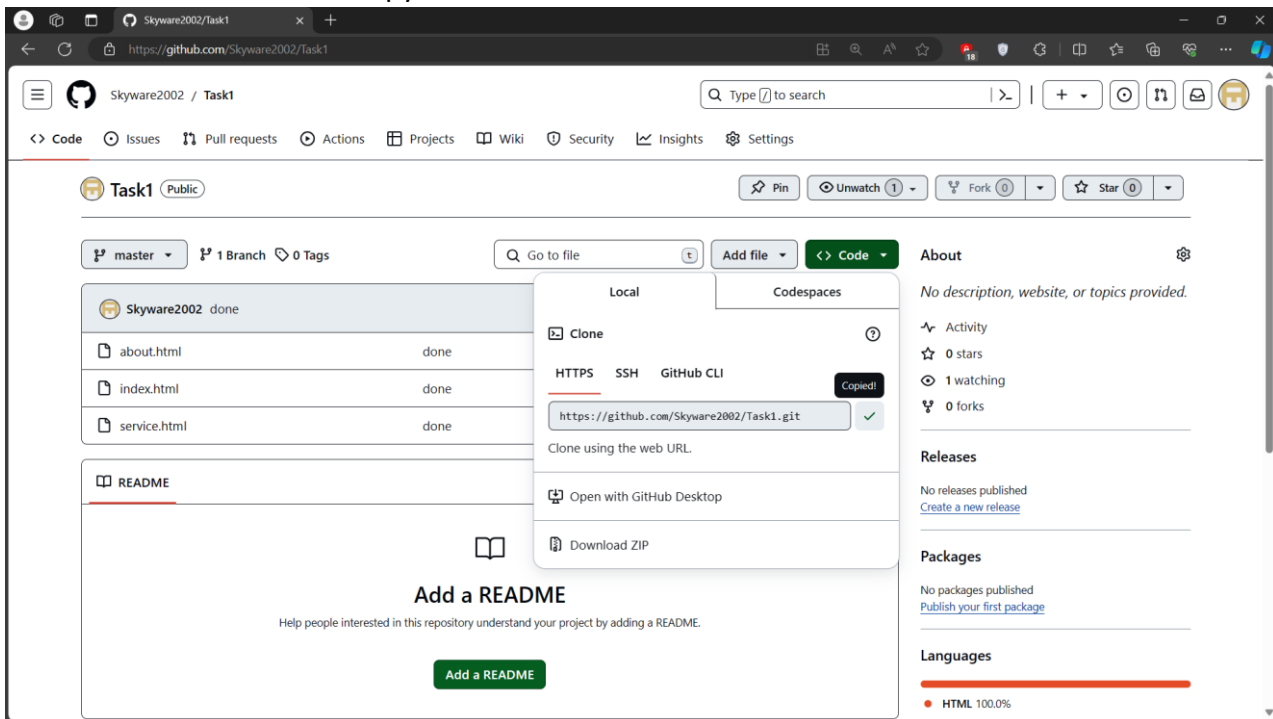 Skyware2002/Task1
https://github.com/Skyware2002/Task1
18
Skyware2002 / Task1
Type / to search
Code Issues Pull requests Actions Projects Wiki Security Insights Settings
Task1 Public
Pin Unwatch 1 Fork 0 Star 0
master 1 Branch 0 Tags
Go to file t Add file <> Code
Skyware2002 done
about.html done
index.html done
service.html done
README
Add a README
Help people interested in this repository understand your project by adding a README.
Add a README
Local Codespaces
Clone
HTTPS SSH GitHub CLI
Copied!
https://github.com/Skyware2002/Task1.git
Clone using the web URL.
Open with GitHub Desktop
Download ZIP
About
No description, website, or topics provided.
Activity
0 stars
1 watching
0 forks
Releases
No releases published
Create a new release
Packages
No packages published
Publish your first package
Languages
HTML 100.0%